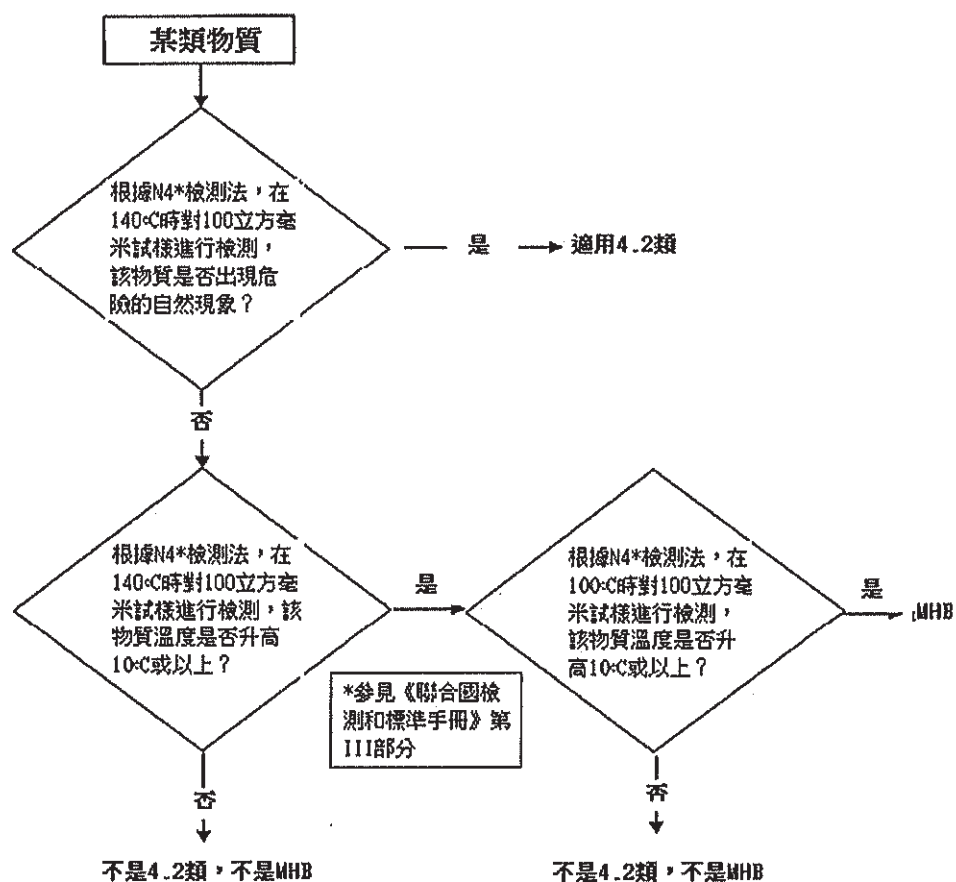 某類物質
根據N4*檢測法，在
140°C時對100立方毫
米試樣進行檢測，
該物質是否出現危
險的自然現象？
是
適用4.2類
否
根據N4*檢測法，在
140°C時對100立方毫
米試樣進行檢測，該
物質溫度是否升高
10°C或以上？
是
根據N4*檢測法，在
100°C時對100立方毫
米試樣進行檢測，
該物質溫度是否升
高10°C或以上？
是
MHB
*參見《聯合國檢
測和標準手冊》第
III部分
否
不是4.2類，不是MHB
否
不是4.2類，不是MHB